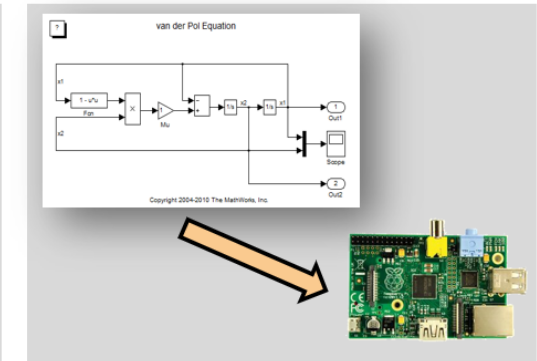 ?
van der Pol Equation
x1
1 - u*u
Fcn
x2
X
1
Mu
−
+
1/s
x2
1/s
x1
1
Out1
Scope
2
Out2
Copyright 2004-2010 The MathWorks, Inc.